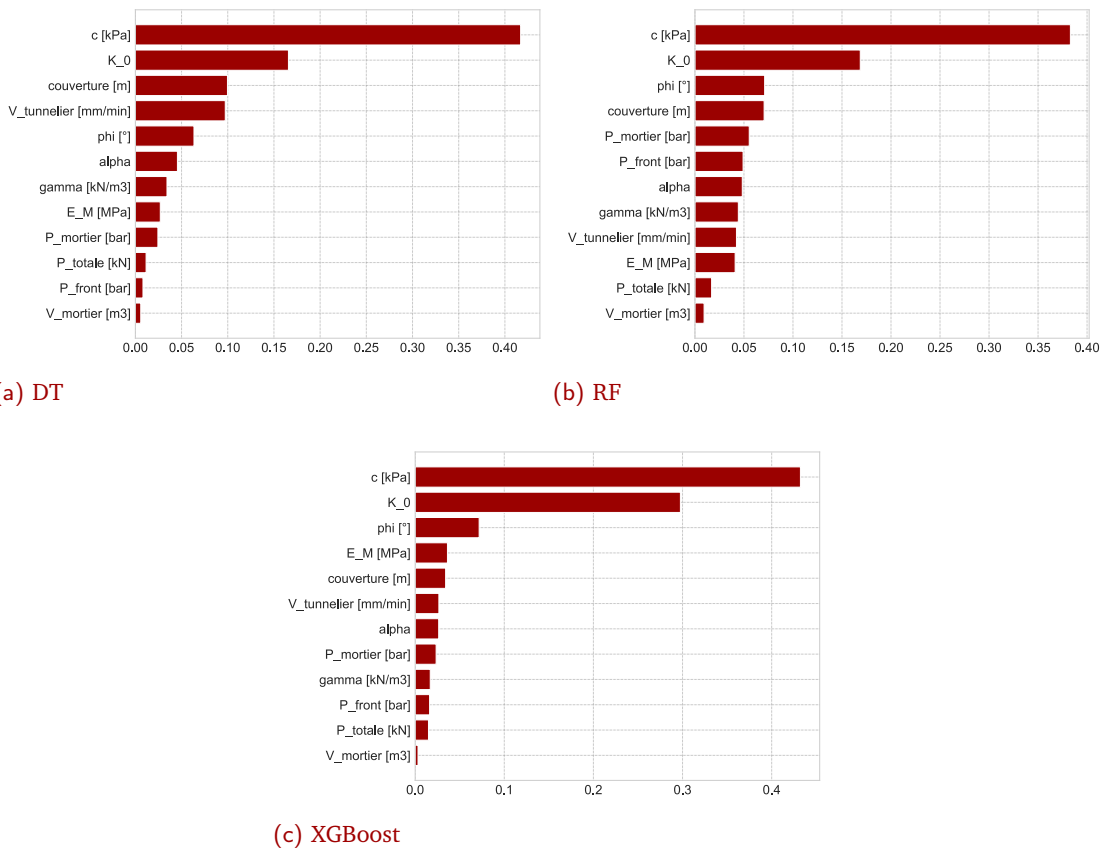 c [kPa]
K_0
couverture [m]
V_tunnelier [mm/min]
phi [°]
alpha
gamma [kN/m3]
E_M [MPa]
P_mortier [bar]
P_totale [kN]
P_front [bar]
V_mortier [m3]
0.00 0.05 0.10 0.15 0.20 0.25 0.30 0.35 0.40
(a) DT
c [kPa]
K_0
phi [°]
couverture [m]
P_mortier [bar]
P_front [bar]
alpha
gamma [kN/m3]
V_tunnelier [mm/min]
E_M [MPa]
P_totale [kN]
V_mortier [m3]
0.00 0.05 0.10 0.15 0.20 0.25 0.30 0.35 0.40
(b) RF
c [kPa]
K_0
phi [°]
E_M [MPa]
couverture [m]
V_tunnelier [mm/min]
alpha
P_mortier [bar]
gamma [kN/m3]
P_front [bar]
P_totale [kN]
V_mortier [m3]
0.0 0.1 0.2 0.3 0.4
(c) XGBoost